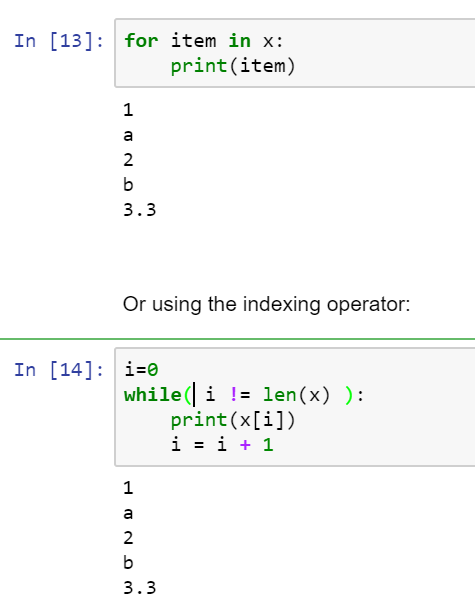 In [13]: for item in x:
    print(item)
1
a
2
b
3.3
Or using the indexing operator:
In [14]: i=0
while( i != len(x) ):
    print(x[i])
    i = i + 1
1
a
2
b
3.3